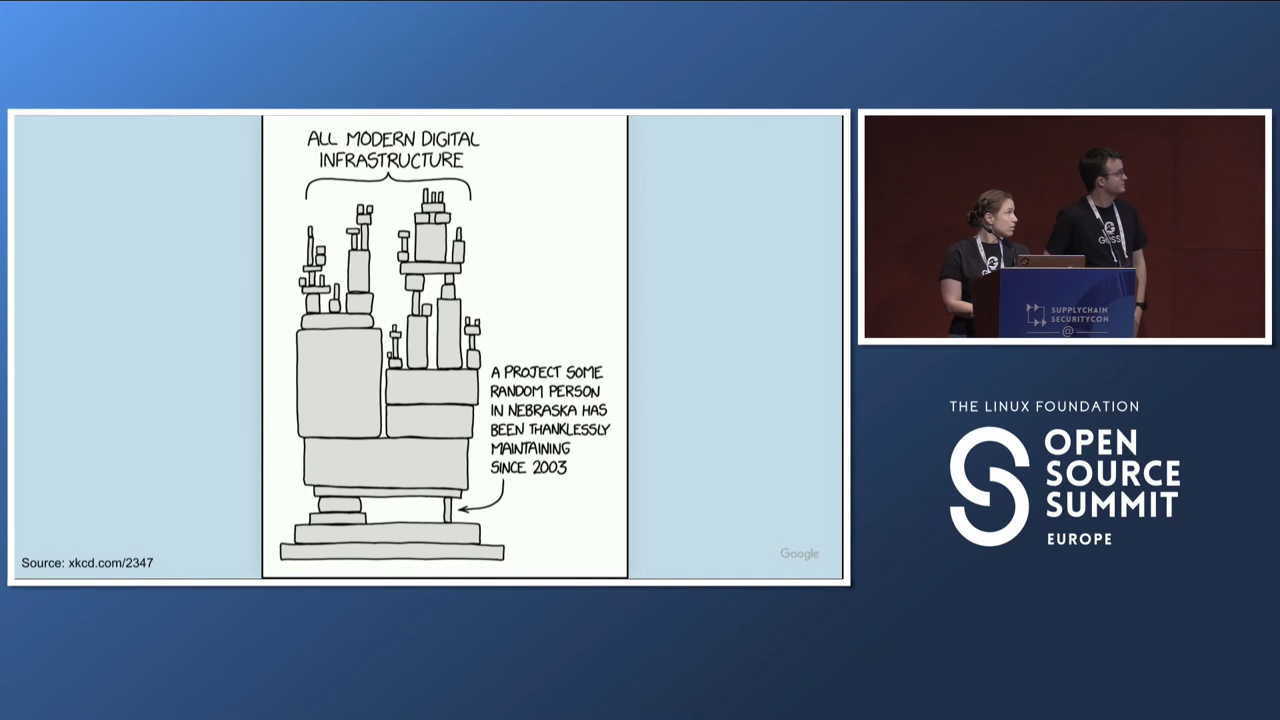 ALL MODERN DIGITAL
INFRASTRUCTURE
A PROJECT SOME
RANDOM PERSON
IN NEBRASKA HAS
BEEN THANKLESSLY
MAINTAINING
SINCE 2003
Source: xkcd.com/2347
Google
SUPPLYCHAIN
SECURITYCON
@
THE LINUX FOUNDATION
OPEN
SOURCE
SUMMIT
EUROPE